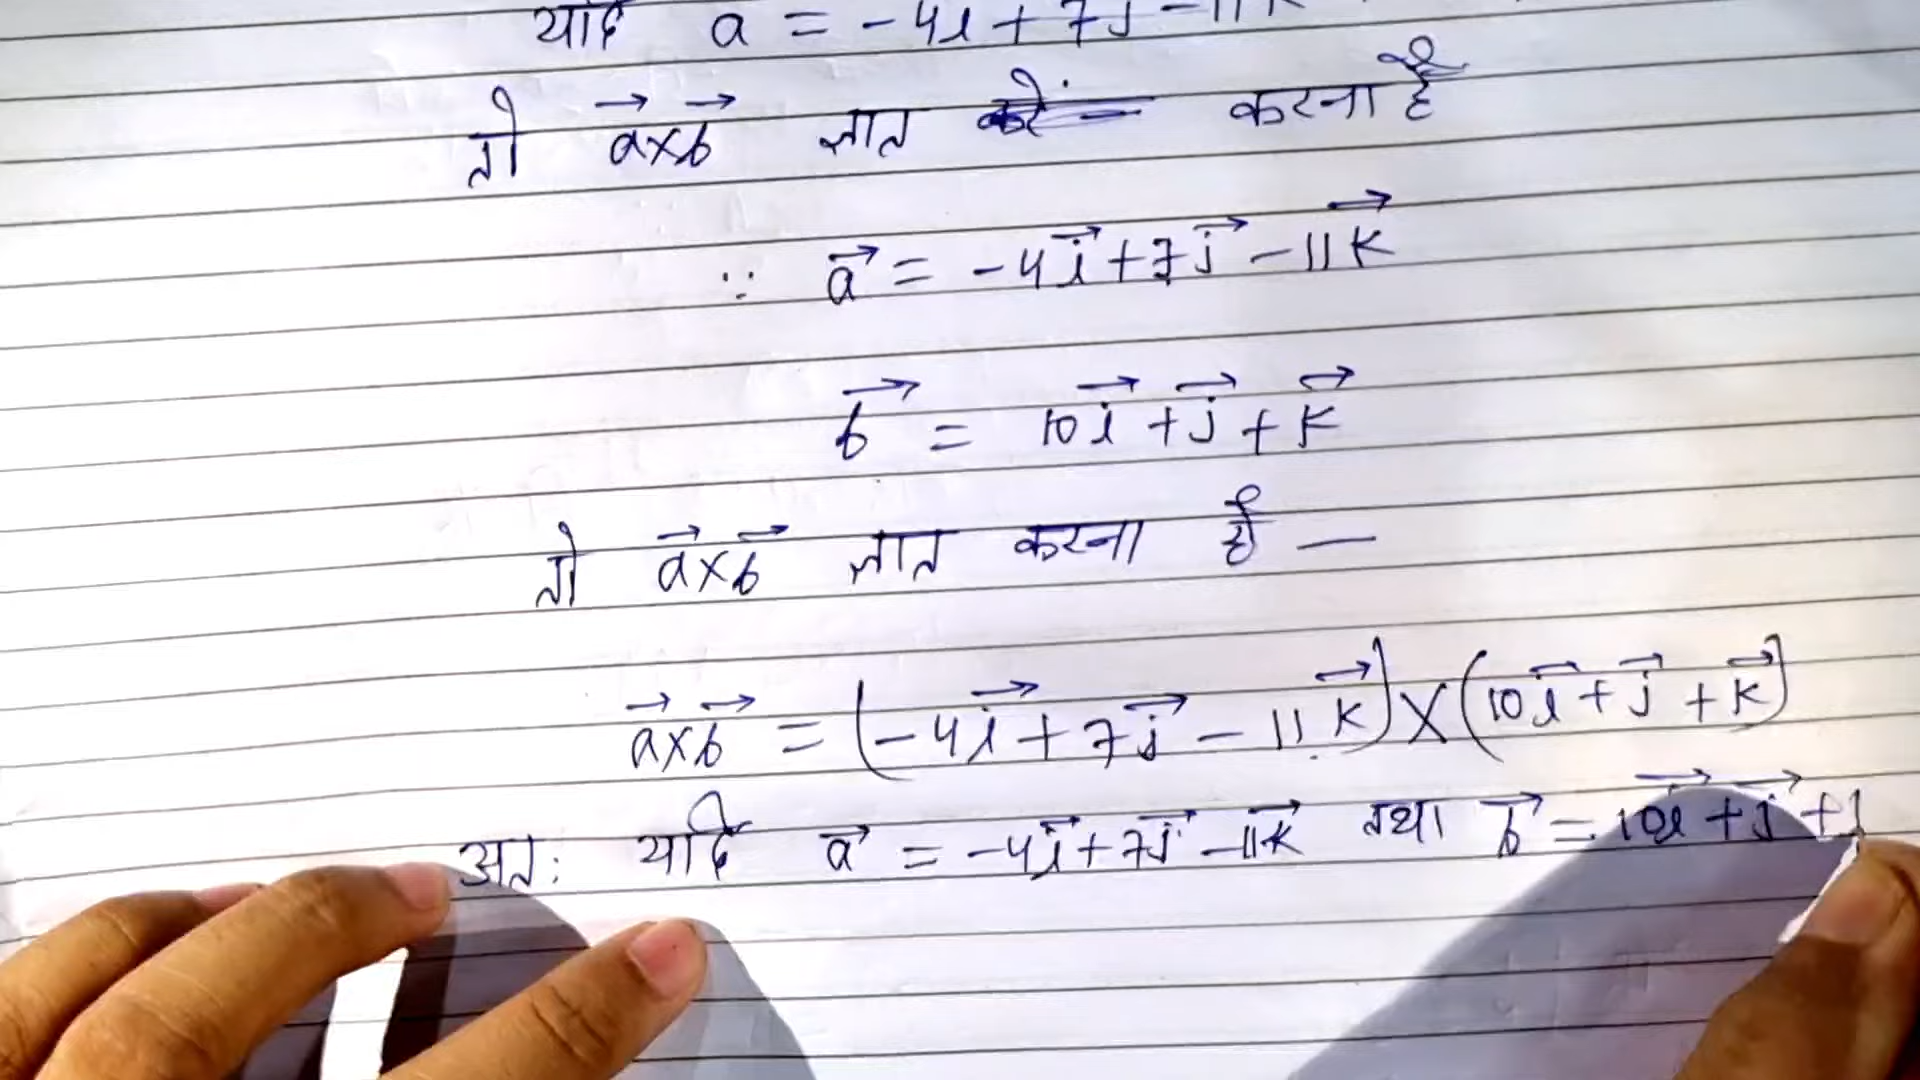 यदि a = -4i + 7j - 11k
तो a⃗×b⃗ ज्ञात करें - करना है
∵ a⃗ = -4i⃗ + 7j⃗ - 11k⃗
b⃗ = 10i⃗ + j⃗ + k⃗
तो a⃗×b⃗ ज्ञात करना है —
a⃗×b⃗ = (-4i⃗ + 7j⃗ - 11k⃗) × (10i⃗ + j⃗ + k⃗)
अतः यदि a⃗ = -4i⃗ + 7j⃗ - 11k⃗ तथा b⃗ = 10i⃗ + j⃗ +